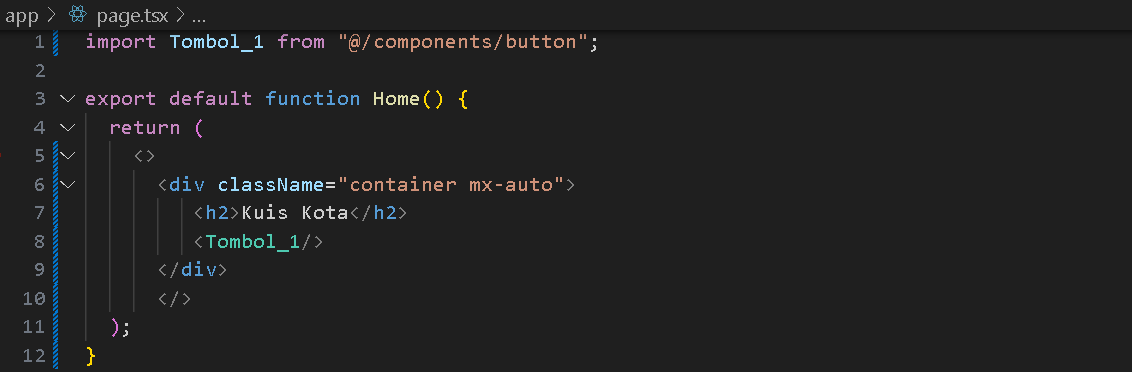 app > page.tsx > ...
1 import Tombol_1 from "@/components/button";
2
3 export default function Home() {
4 return (
5 <>
6 <div className="container mx-auto">
7 <h2>Kuis Kota</h2>
8 <Tombol_1/>
9 </div>
10 </>
11 );
12 }